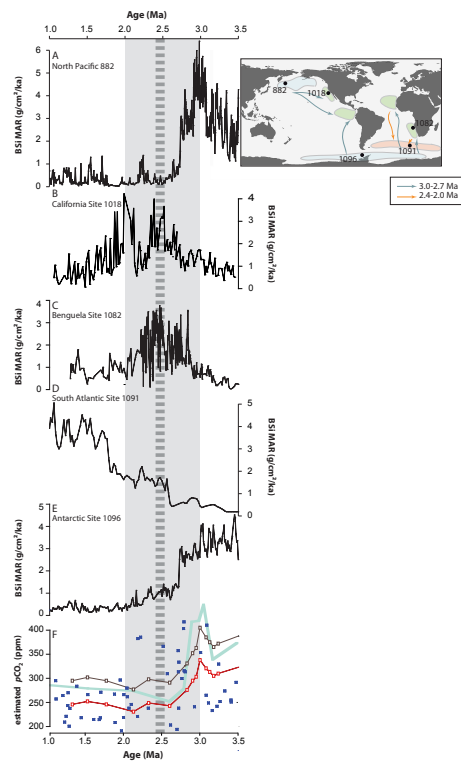 Age (Ma)
1.0 1.5 2.0 2.5 3.0 3.5
A
North Pacific 882
BSi MAR (g/cm²/ka)
6
5
4
3
2
1
0
882
1018
1082
1091
1096
3.0-2.7 Ma
2.4-2.0 Ma
B
California Site 1018
BSi MAR (g/cm²/ka)
4
3
2
1
0
C
Benguela Site 1082
BSi MAR (g/cm²/ka)
4
3
2
1
0
D
South Atlantic Site 1091
BSi MAR (g/cm²/ka)
5
4
3
2
1
0
E
Antarctic Site 1096
BSi MAR (g/cm²/ka)
5
4
3
2
1
0
F
estimated pCO₂ (ppm)
400
350
300
250
200
1.0 1.5 2.0 2.5 3.0 3.5
Age (Ma)